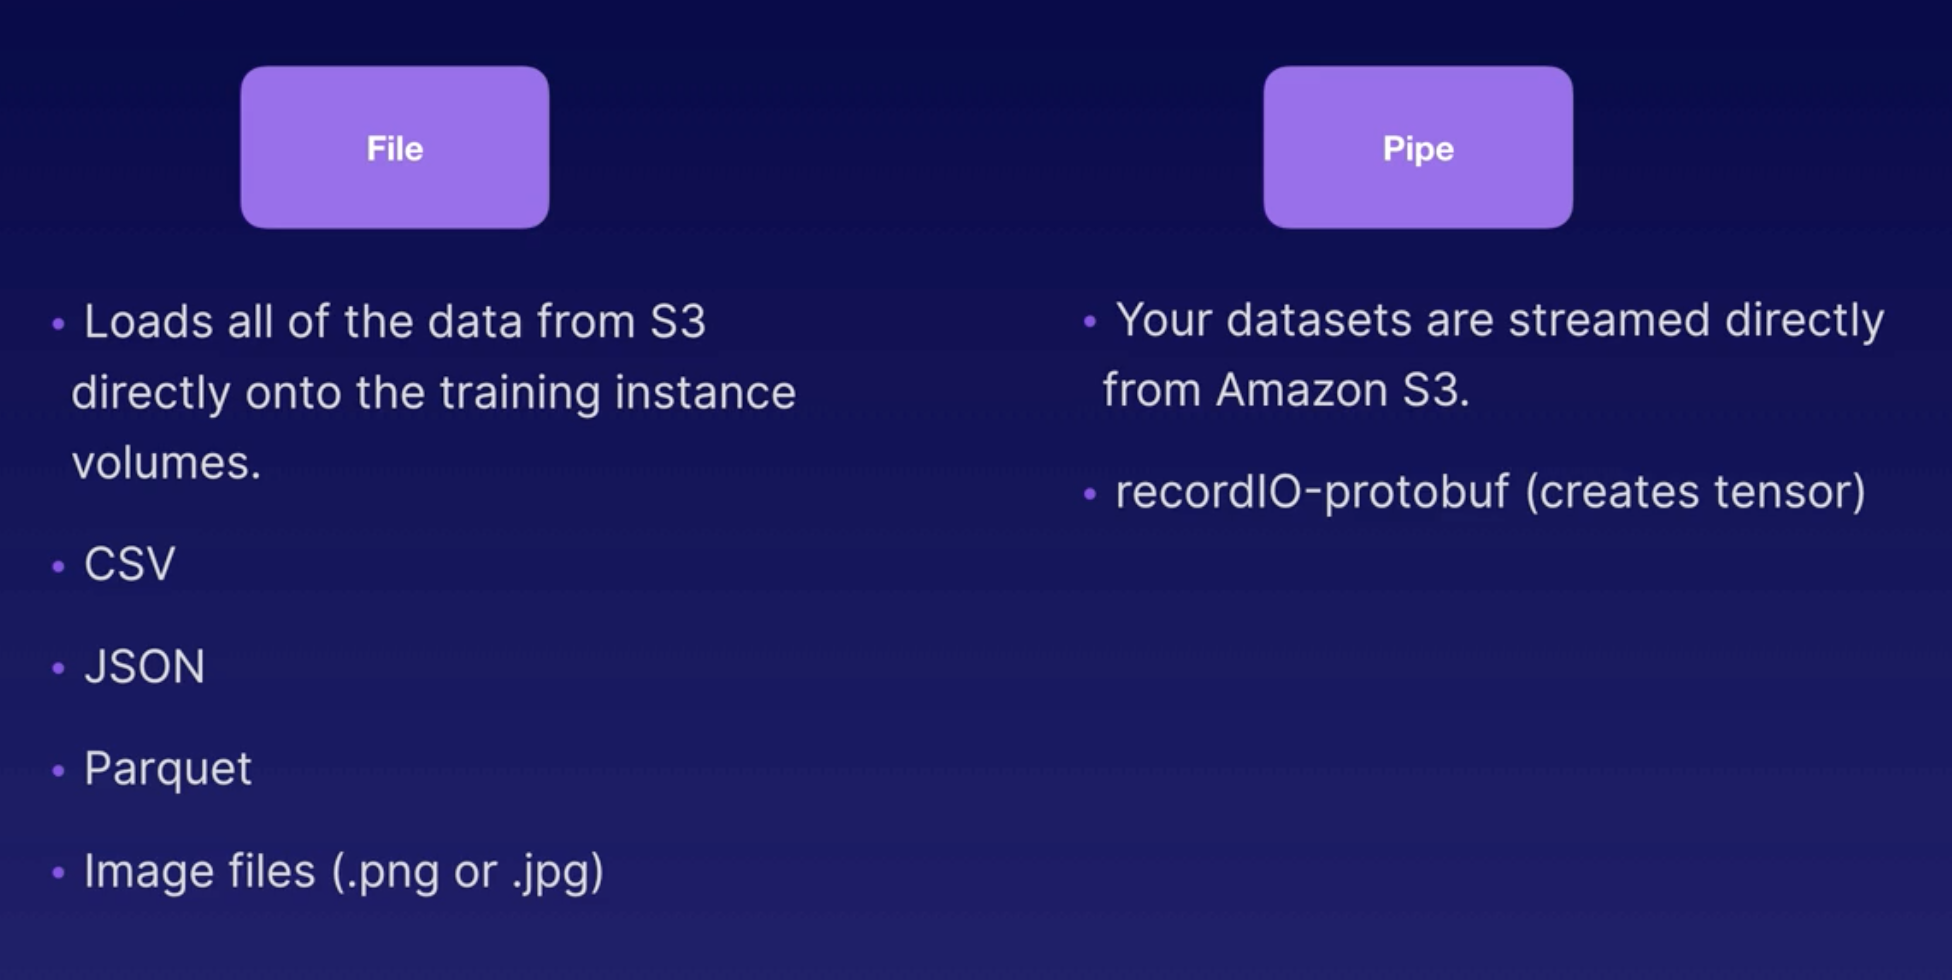 File
• Loads all of the data from S3
directly onto the training instance
volumes.
• CSV
• JSON
• Parquet
• Image files (.png or .jpg)
Pipe
• Your datasets are streamed directly
from Amazon S3.
• recordIO-protobuf (creates tensor)